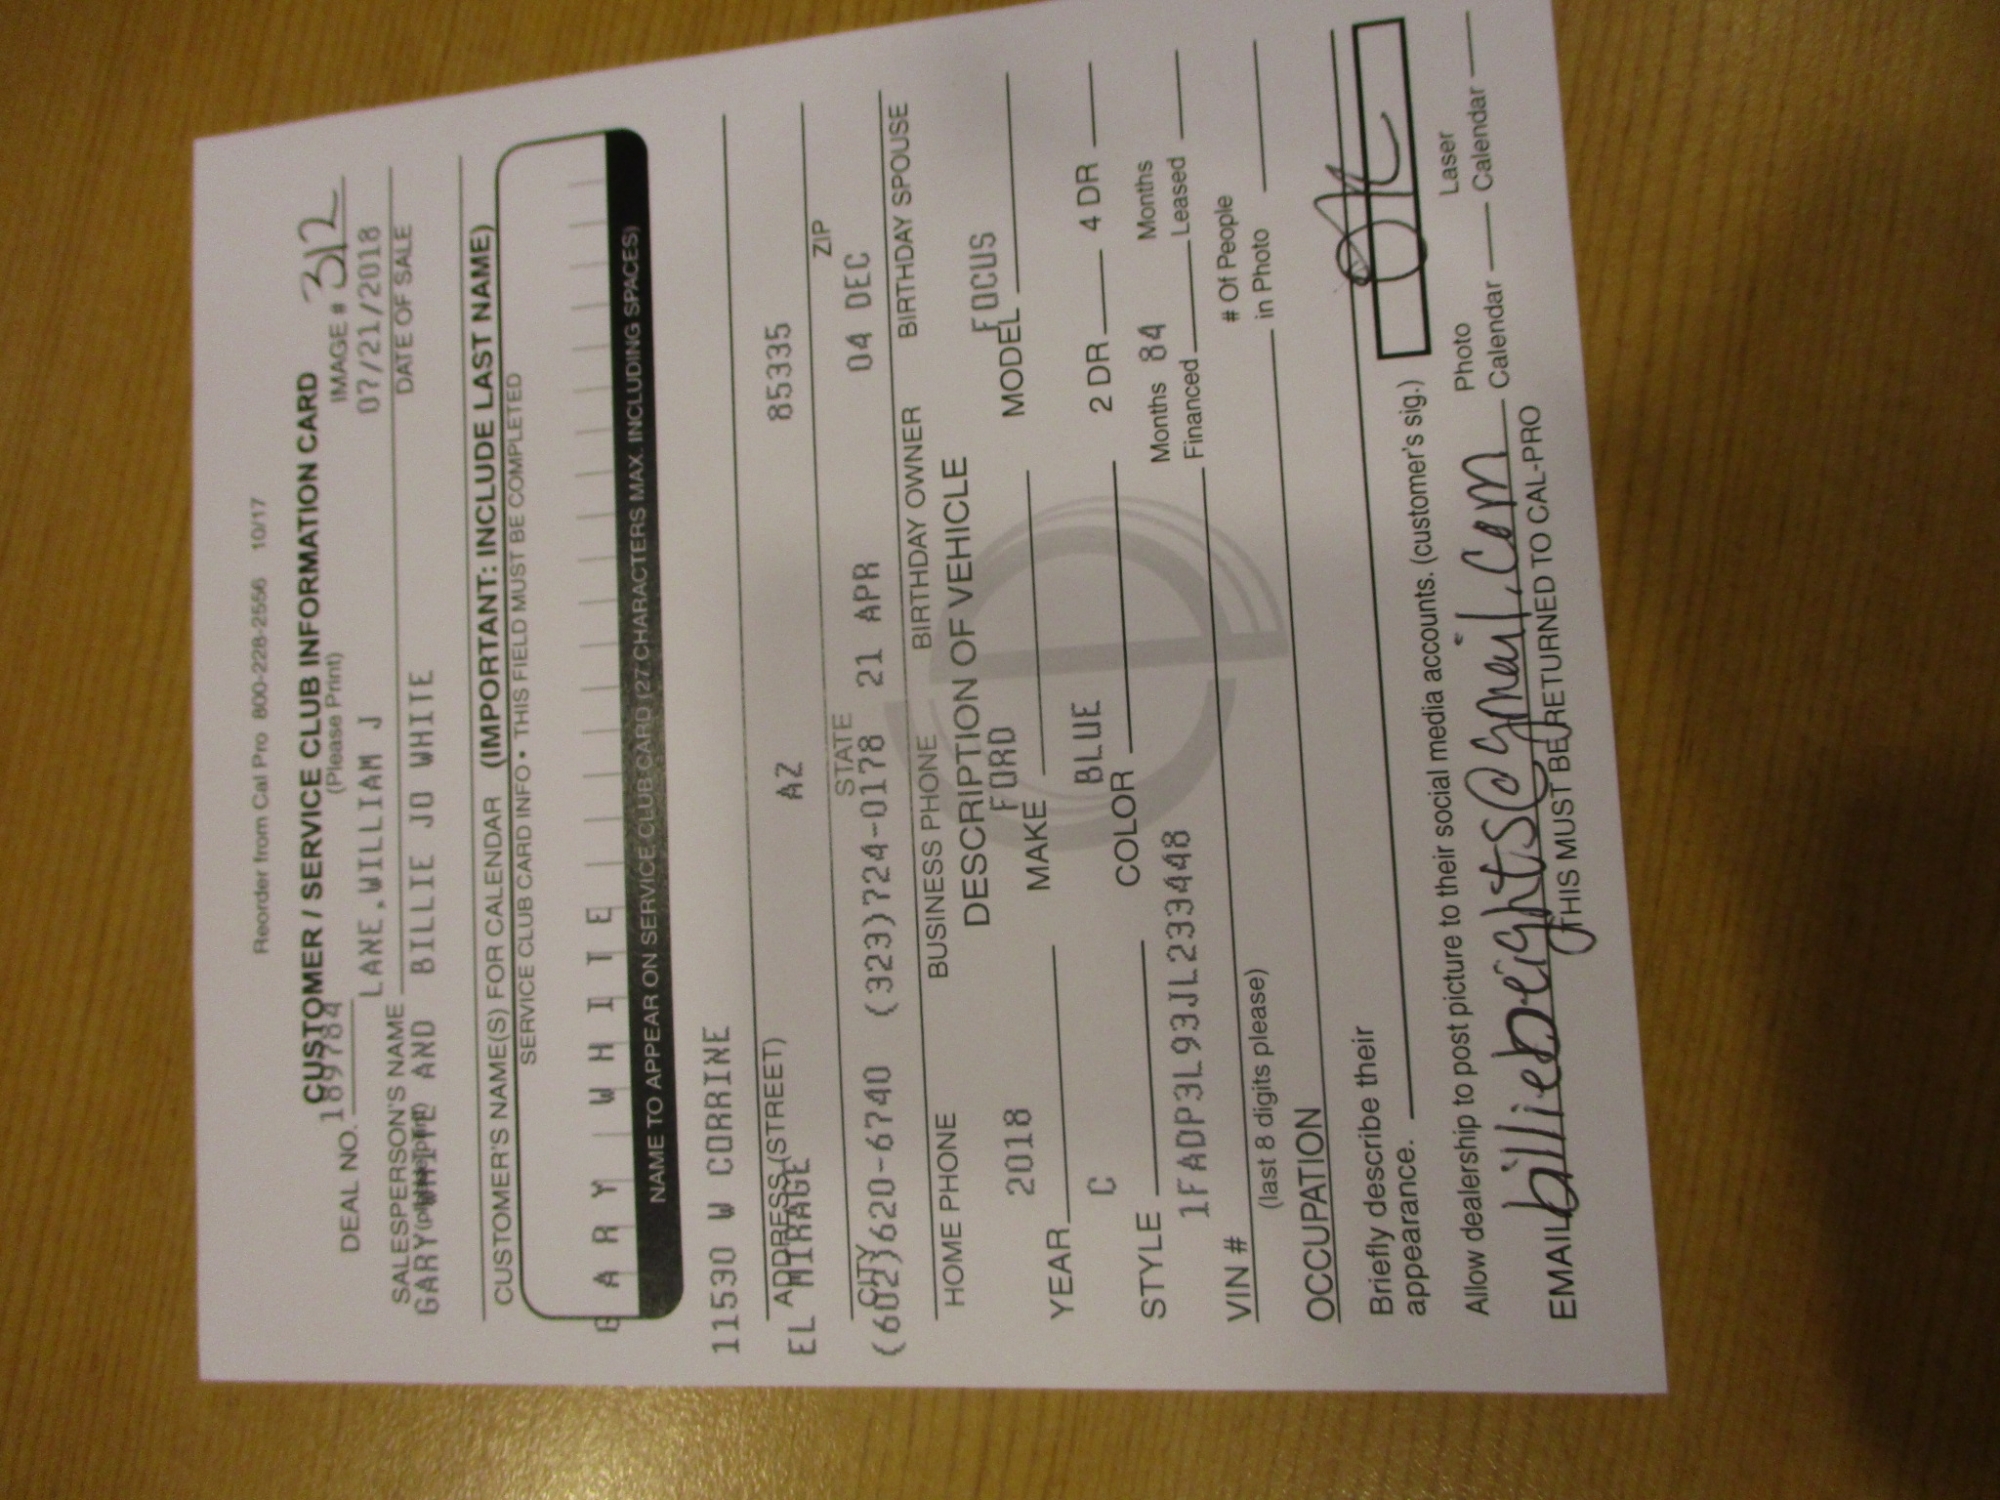 Reorder from Cal Pro 800-228-2556 10/17
CUSTOMER / SERVICE CLUB INFORMATION CARD
(Please Print)
DEAL NO. 189784 IMAGE # 312
LANE,WILLIAM J 07/21/2018
SALESPERSON'S NAME DATE OF SALE
GARY WHITE AND BILLIE JO WHITE
CUSTOMER'S NAME(S) FOR CALENDAR (IMPORTANT: INCLUDE LAST NAME)
SERVICE CLUB CARD INFO • THIS FIELD MUST BE COMPLETED
G A R Y W H I T E
NAME TO APPEAR ON SERVICE CLUB CARD (27 CHARACTERS MAX. INCLUDING SPACES)
11530 W CORRINE
ADDRESS (STREET)
EL MIRAGE AZ 85335
CITY STATE ZIP
(602)620-6740 (323)724-0178 21 APR 04 DEC
HOME PHONE BUSINESS PHONE BIRTHDAY OWNER BIRTHDAY SPOUSE
DESCRIPTION OF VEHICLE
2018 FORD FOCUS
YEAR MAKE MODEL
C BLUE
STYLE COLOR 2 DR 4 DR
1FADP3L93JL233448 Months 84 Months
VIN # Financed Leased
(last 8 digits please) # Of People
OCCUPATION in Photo
Briefly describe their
appearance.
Allow dealership to post picture to their social media accounts. (customer's sig.)
Photo Laser
EMAIL billiebeights@gmail.com Calendar Calendar
THIS MUST BE RETURNED TO CAL-PRO